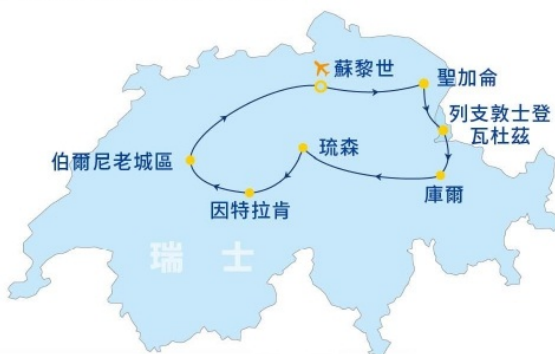 蘇黎世
聖加侖
列支敦士登
瓦杜茲
琉森
伯爾尼老城區
庫爾
因特拉肯
瑞士